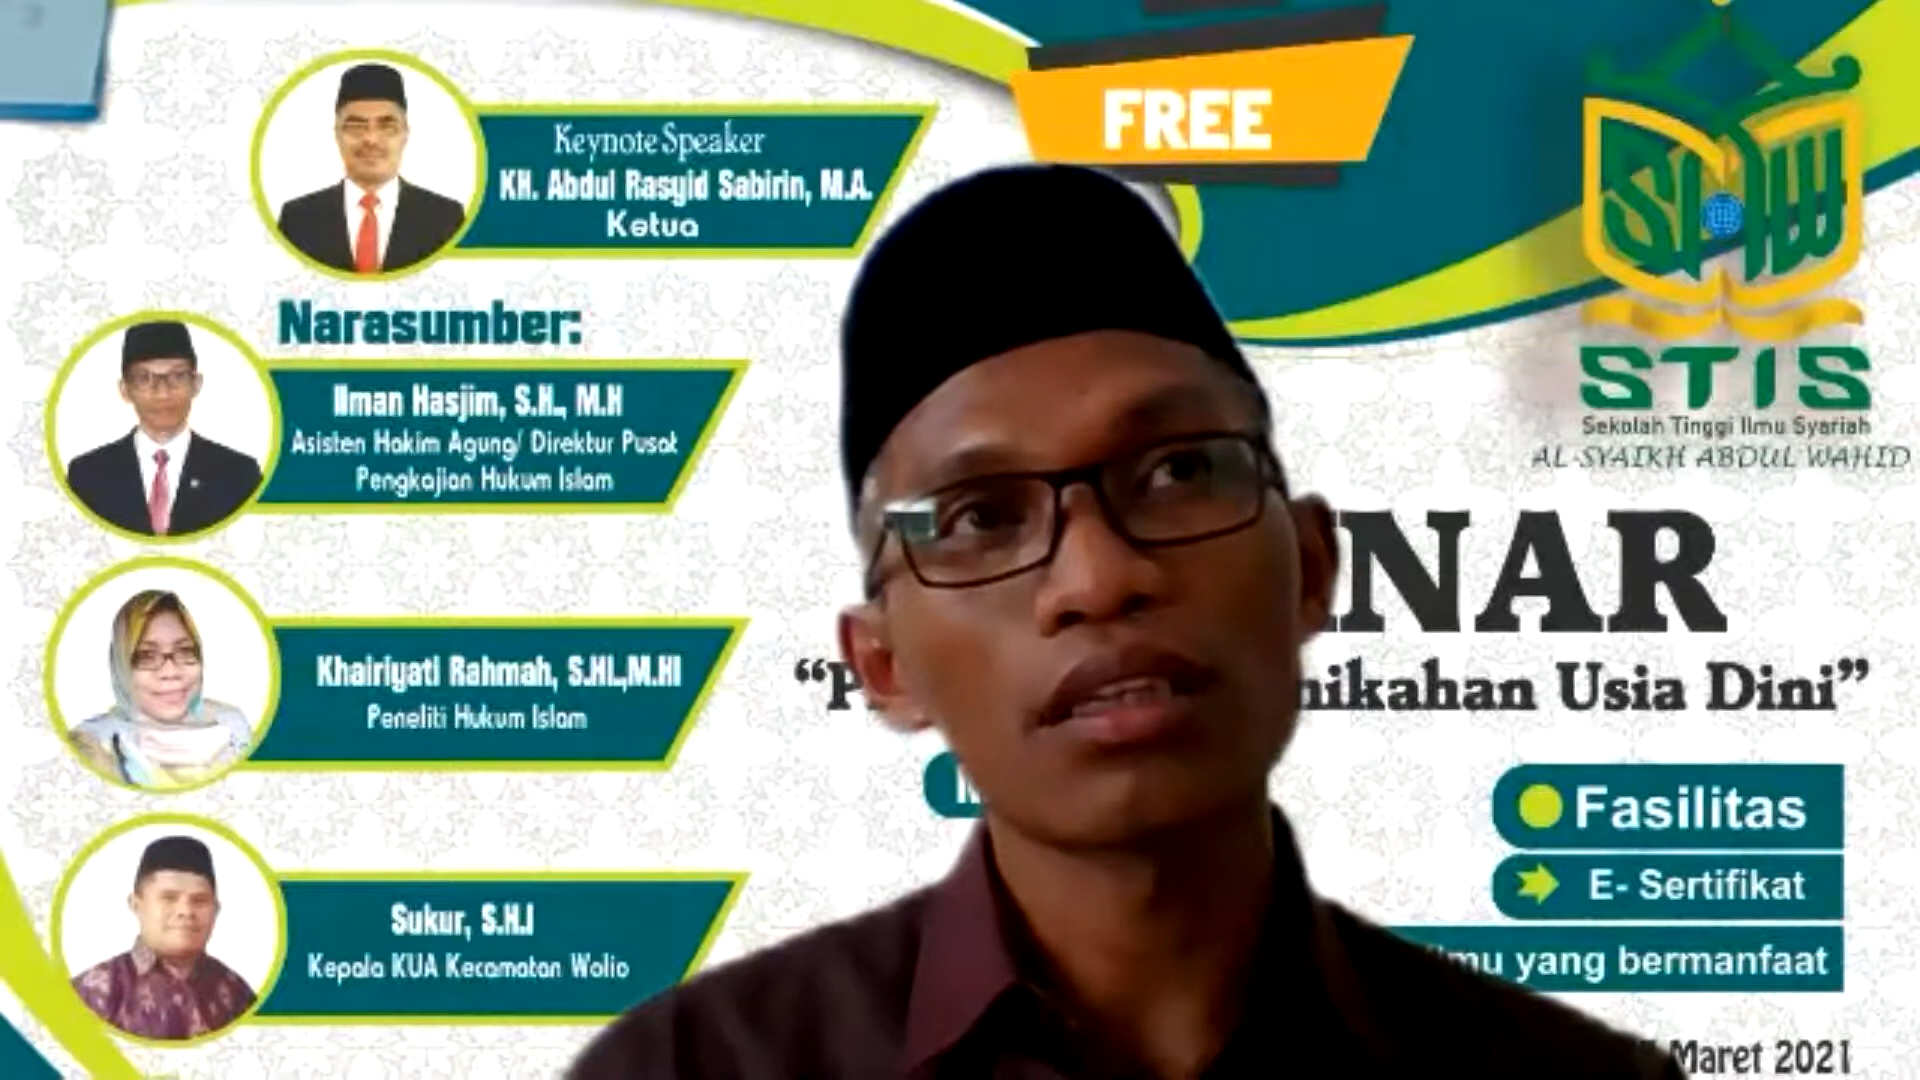 FREE
Keynote Speaker
KH. Abdul Rasyid Sabirin, M.A.
Ketua
Narasumber:
Ilman Hasjim, S.H., M.H
Asisten Hakim Agung/ Direktur Pusat
Pengkajian Hukum Islam
Khairiyati Rahmah, S.HI.,M.HI
Peneliti Hukum Islam
Sukur, S.H.I
Kepala KUA Kecamatan Wolio
SAW
STIS
Sekolah Tinggi Ilmu Syariah
AL-SYAIKH ABDUL WAHID
NAR
nikahan Usia Dini”
Fasilitas
E- Sertifikat
ilmu yang bermanfaat
Maret 2021